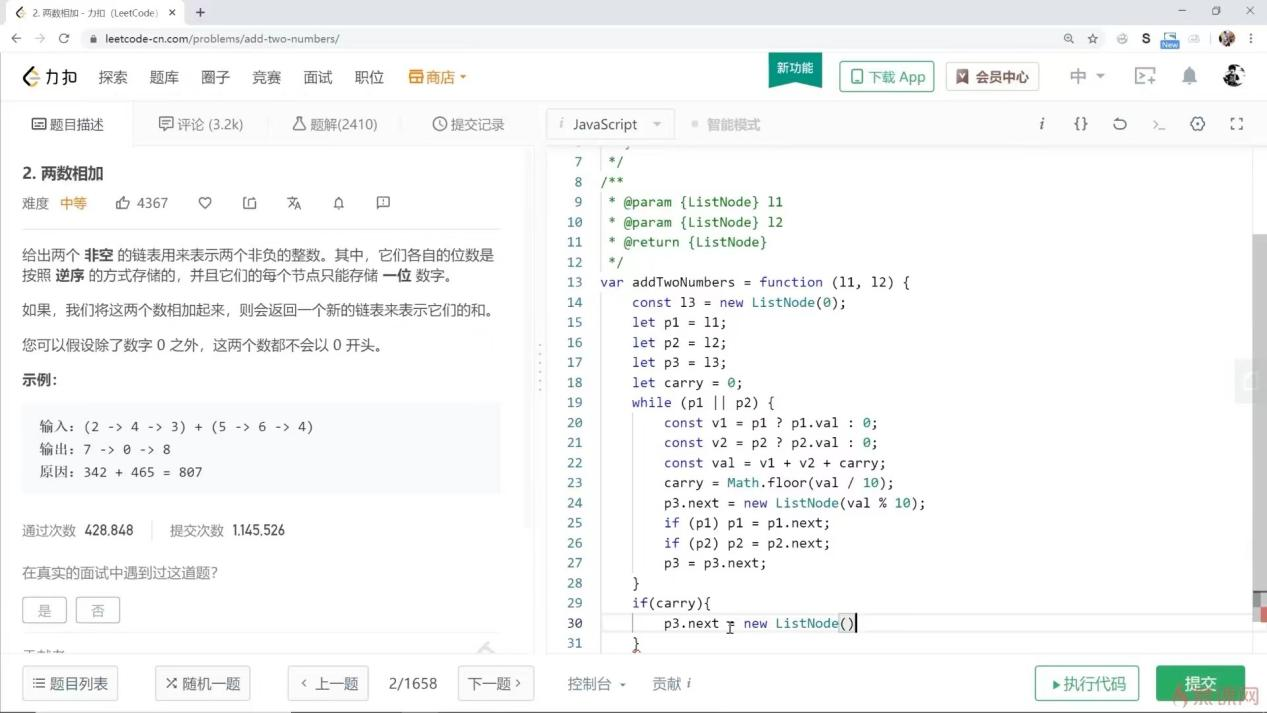 2. 两数相加 - 力扣 (LeetCode)
leetcode-cn.com/problems/add-two-numbers/
New
力扣 探索 题库 圈子 竞赛 面试 职位 商店 新功能 下载 App 会员中心 中
题目描述 评论 (3.2k) 题解(2410) 提交记录
i JavaScript 智能模式
2. 两数相加
难度 中等 4367
给出两个 非空 的链表用来表示两个非负的整数。其中，它们各自的位数是
按照 逆序 的方式存储的，并且它们的每个节点只能存储 一位 数字。
如果，我们将这两个数相加起来，则会返回一个新的链表来表示它们的和。
您可以假设除了数字 0 之外，这两个数都不会以 0 开头。
示例：
输入：(2 -> 4 -> 3) + (5 -> 6 -> 4)
输出：7 -> 0 -> 8
原因：342 + 465 = 807
通过次数 428,848 提交次数 1,145,526
在真实的面试中遇到过这道题？
是 否
7 */
8 /**
9 * @param {ListNode} l1
10 * @param {ListNode} l2
11 * @return {ListNode}
12 */
13 var addTwoNumbers = function (l1, l2) {
14 const l3 = new ListNode(0);
15 let p1 = l1;
16 let p2 = l2;
17 let p3 = l3;
18 let carry = 0;
19 while (p1 || p2) {
20 const v1 = p1 ? p1.val : 0;
21 const v2 = p2 ? p2.val : 0;
22 const val = v1 + v2 + carry;
23 carry = Math.floor(val / 10);
24 p3.next = new ListNode(val % 10);
25 if (p1) p1 = p1.next;
26 if (p2) p2 = p2.next;
27 p3 = p3.next;
28 }
29 if(carry){
30 p3.next = new ListNode()
31 }
题目列表 随机一题 上一题 2/1658 下一题 控制台 贡献 i 执行代码 提交
慕课网